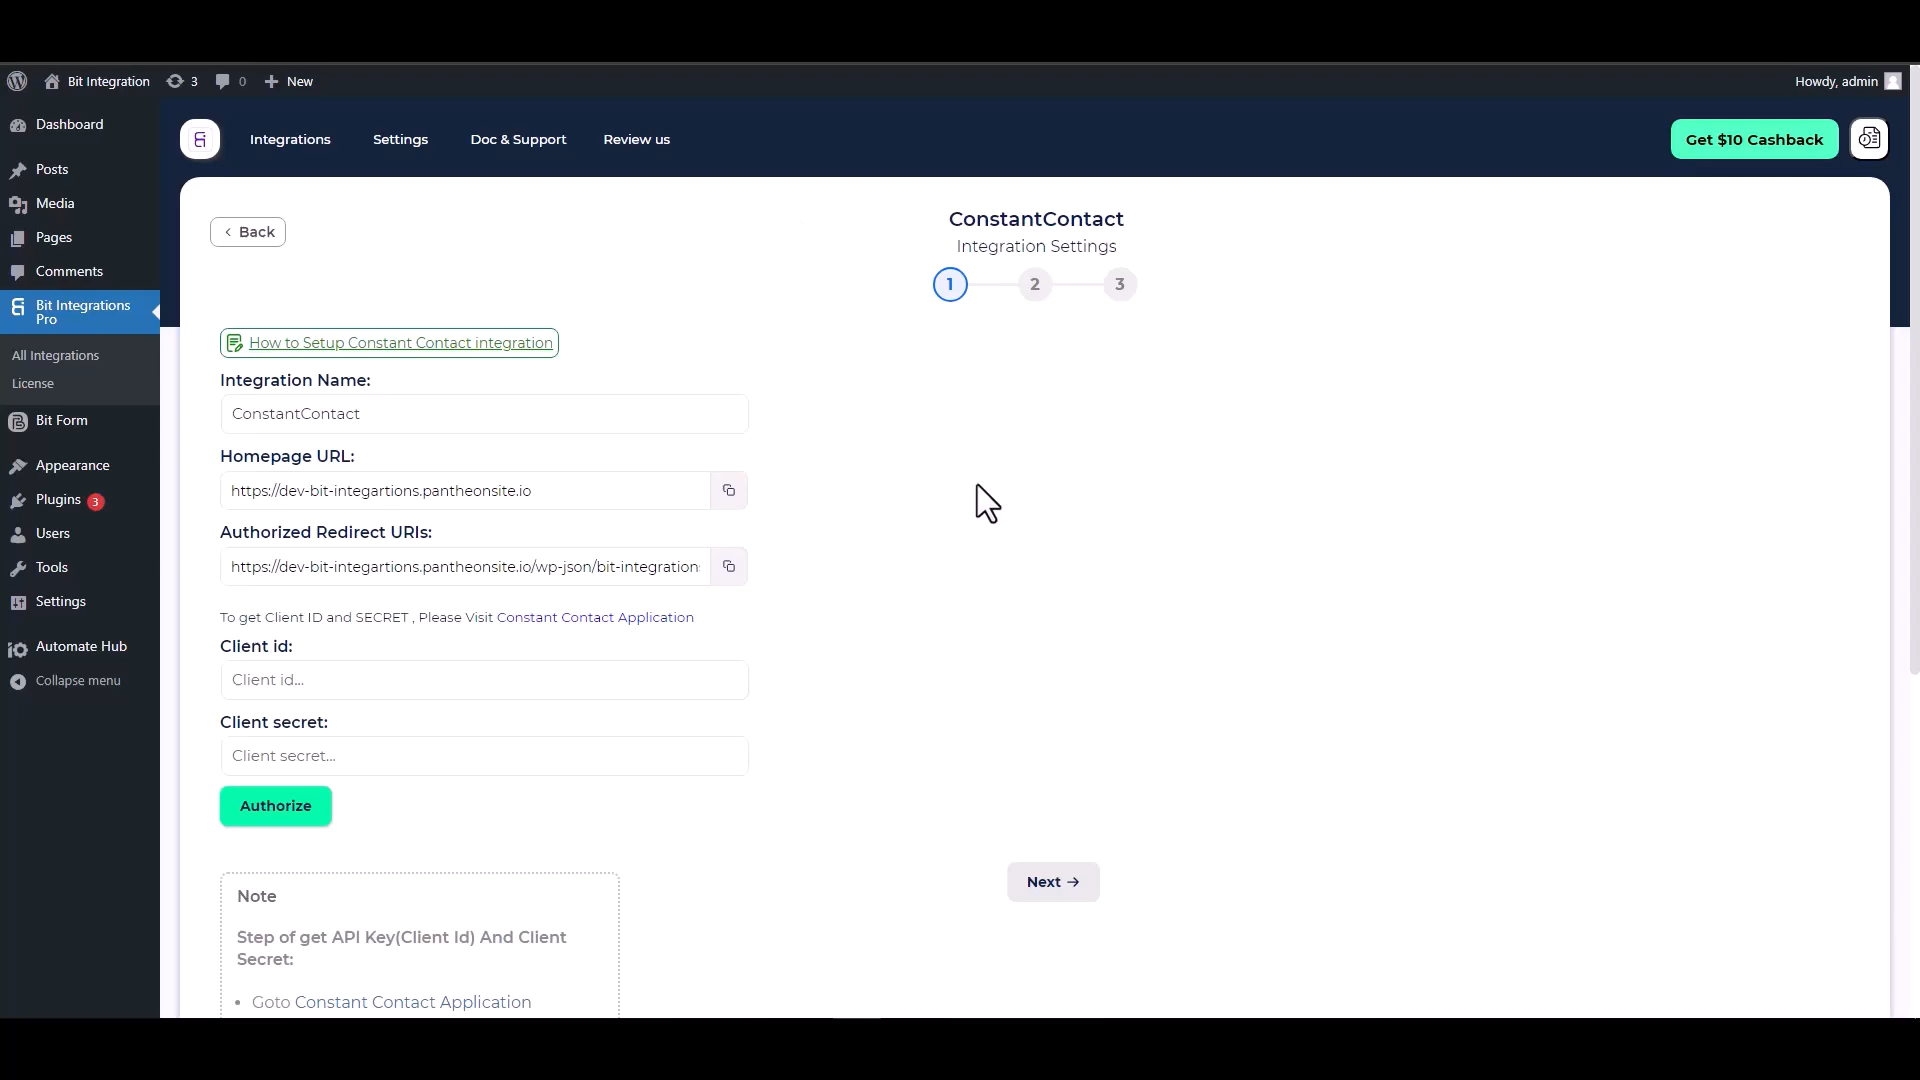 Bit Integration
3
0
New
Howdy, admin
Dashboard
Posts
Media
Pages
Comments
Bit Integrations
Pro
All Integrations
License
Bit Form
Appearance
Plugins 3
Users
Tools
Settings
Automate Hub
Collapse menu
Integrations
Settings
Doc & Support
Review us
Get $10 Cashback
Back
ConstantContact
Integration Settings
1
2
3
How to Setup Constant Contact integration
Integration Name:
ConstantContact
Homepage URL:
https://dev-bit-integartions.pantheonsite.io
Authorized Redirect URIs:
https://dev-bit-integartions.pantheonsite.io/wp-json/bit-integration
To get Client ID and SECRET , Please Visit Constant Contact Application
Client id:
Client id...
Client secret:
Client secret...
Authorize
Next →
Note
Step of get API Key(Client Id) And Client
Secret:
• Goto Constant Contact Application